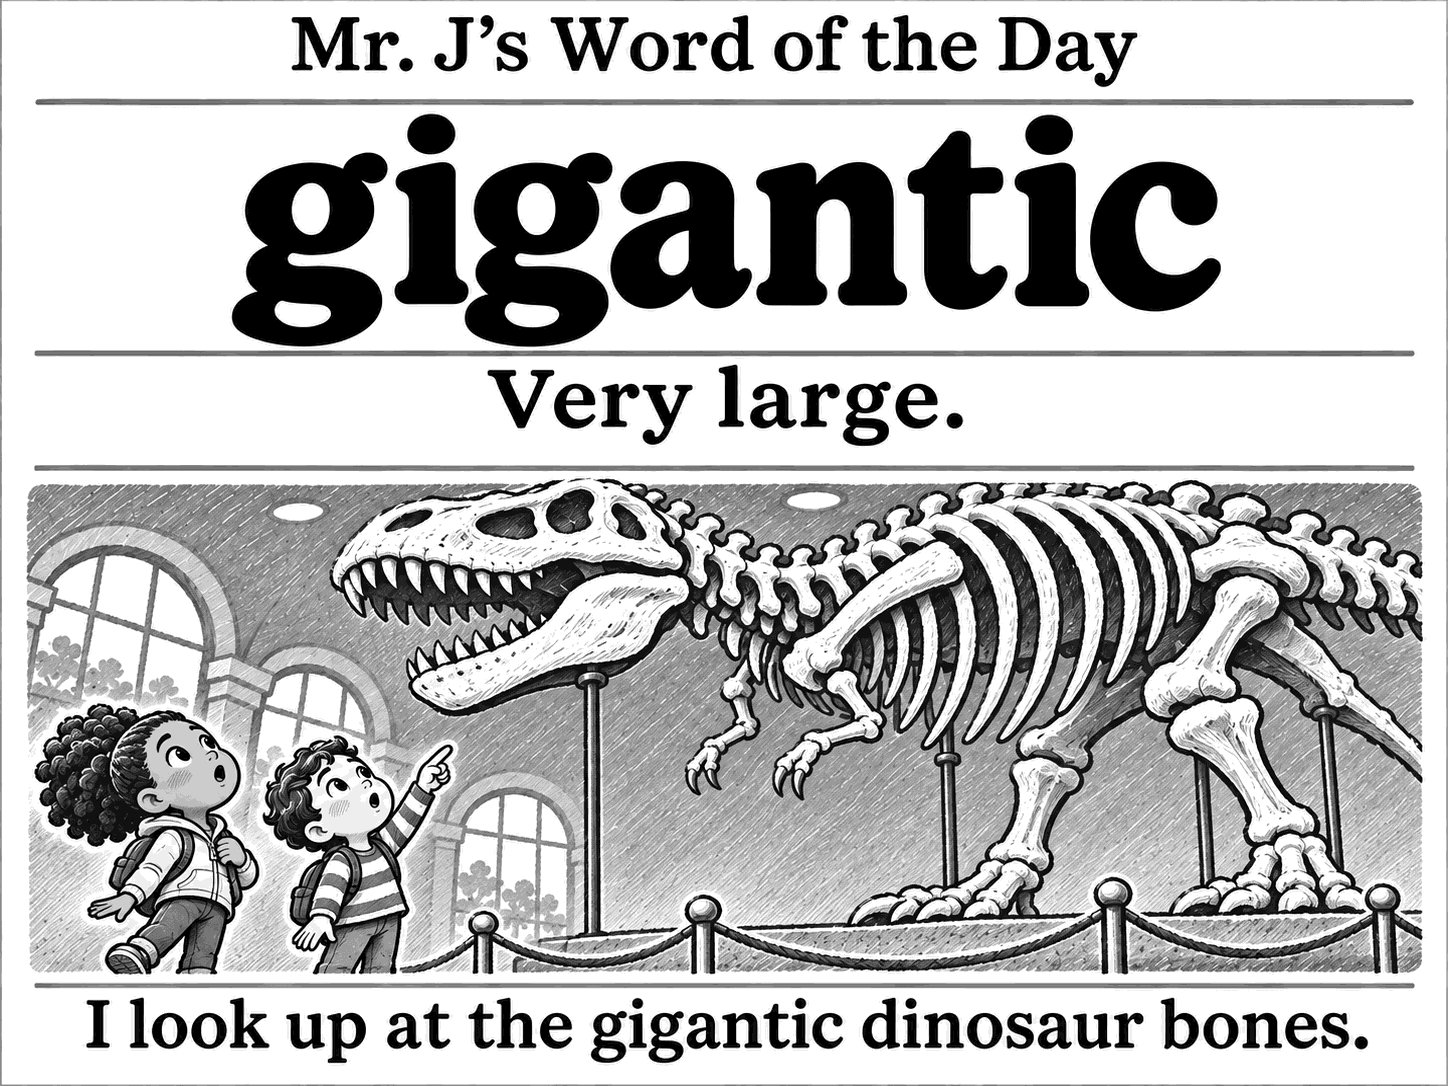 Mr. J’s Word of the Day
gigantic
Very large.
I look up at the gigantic dinosaur bones.